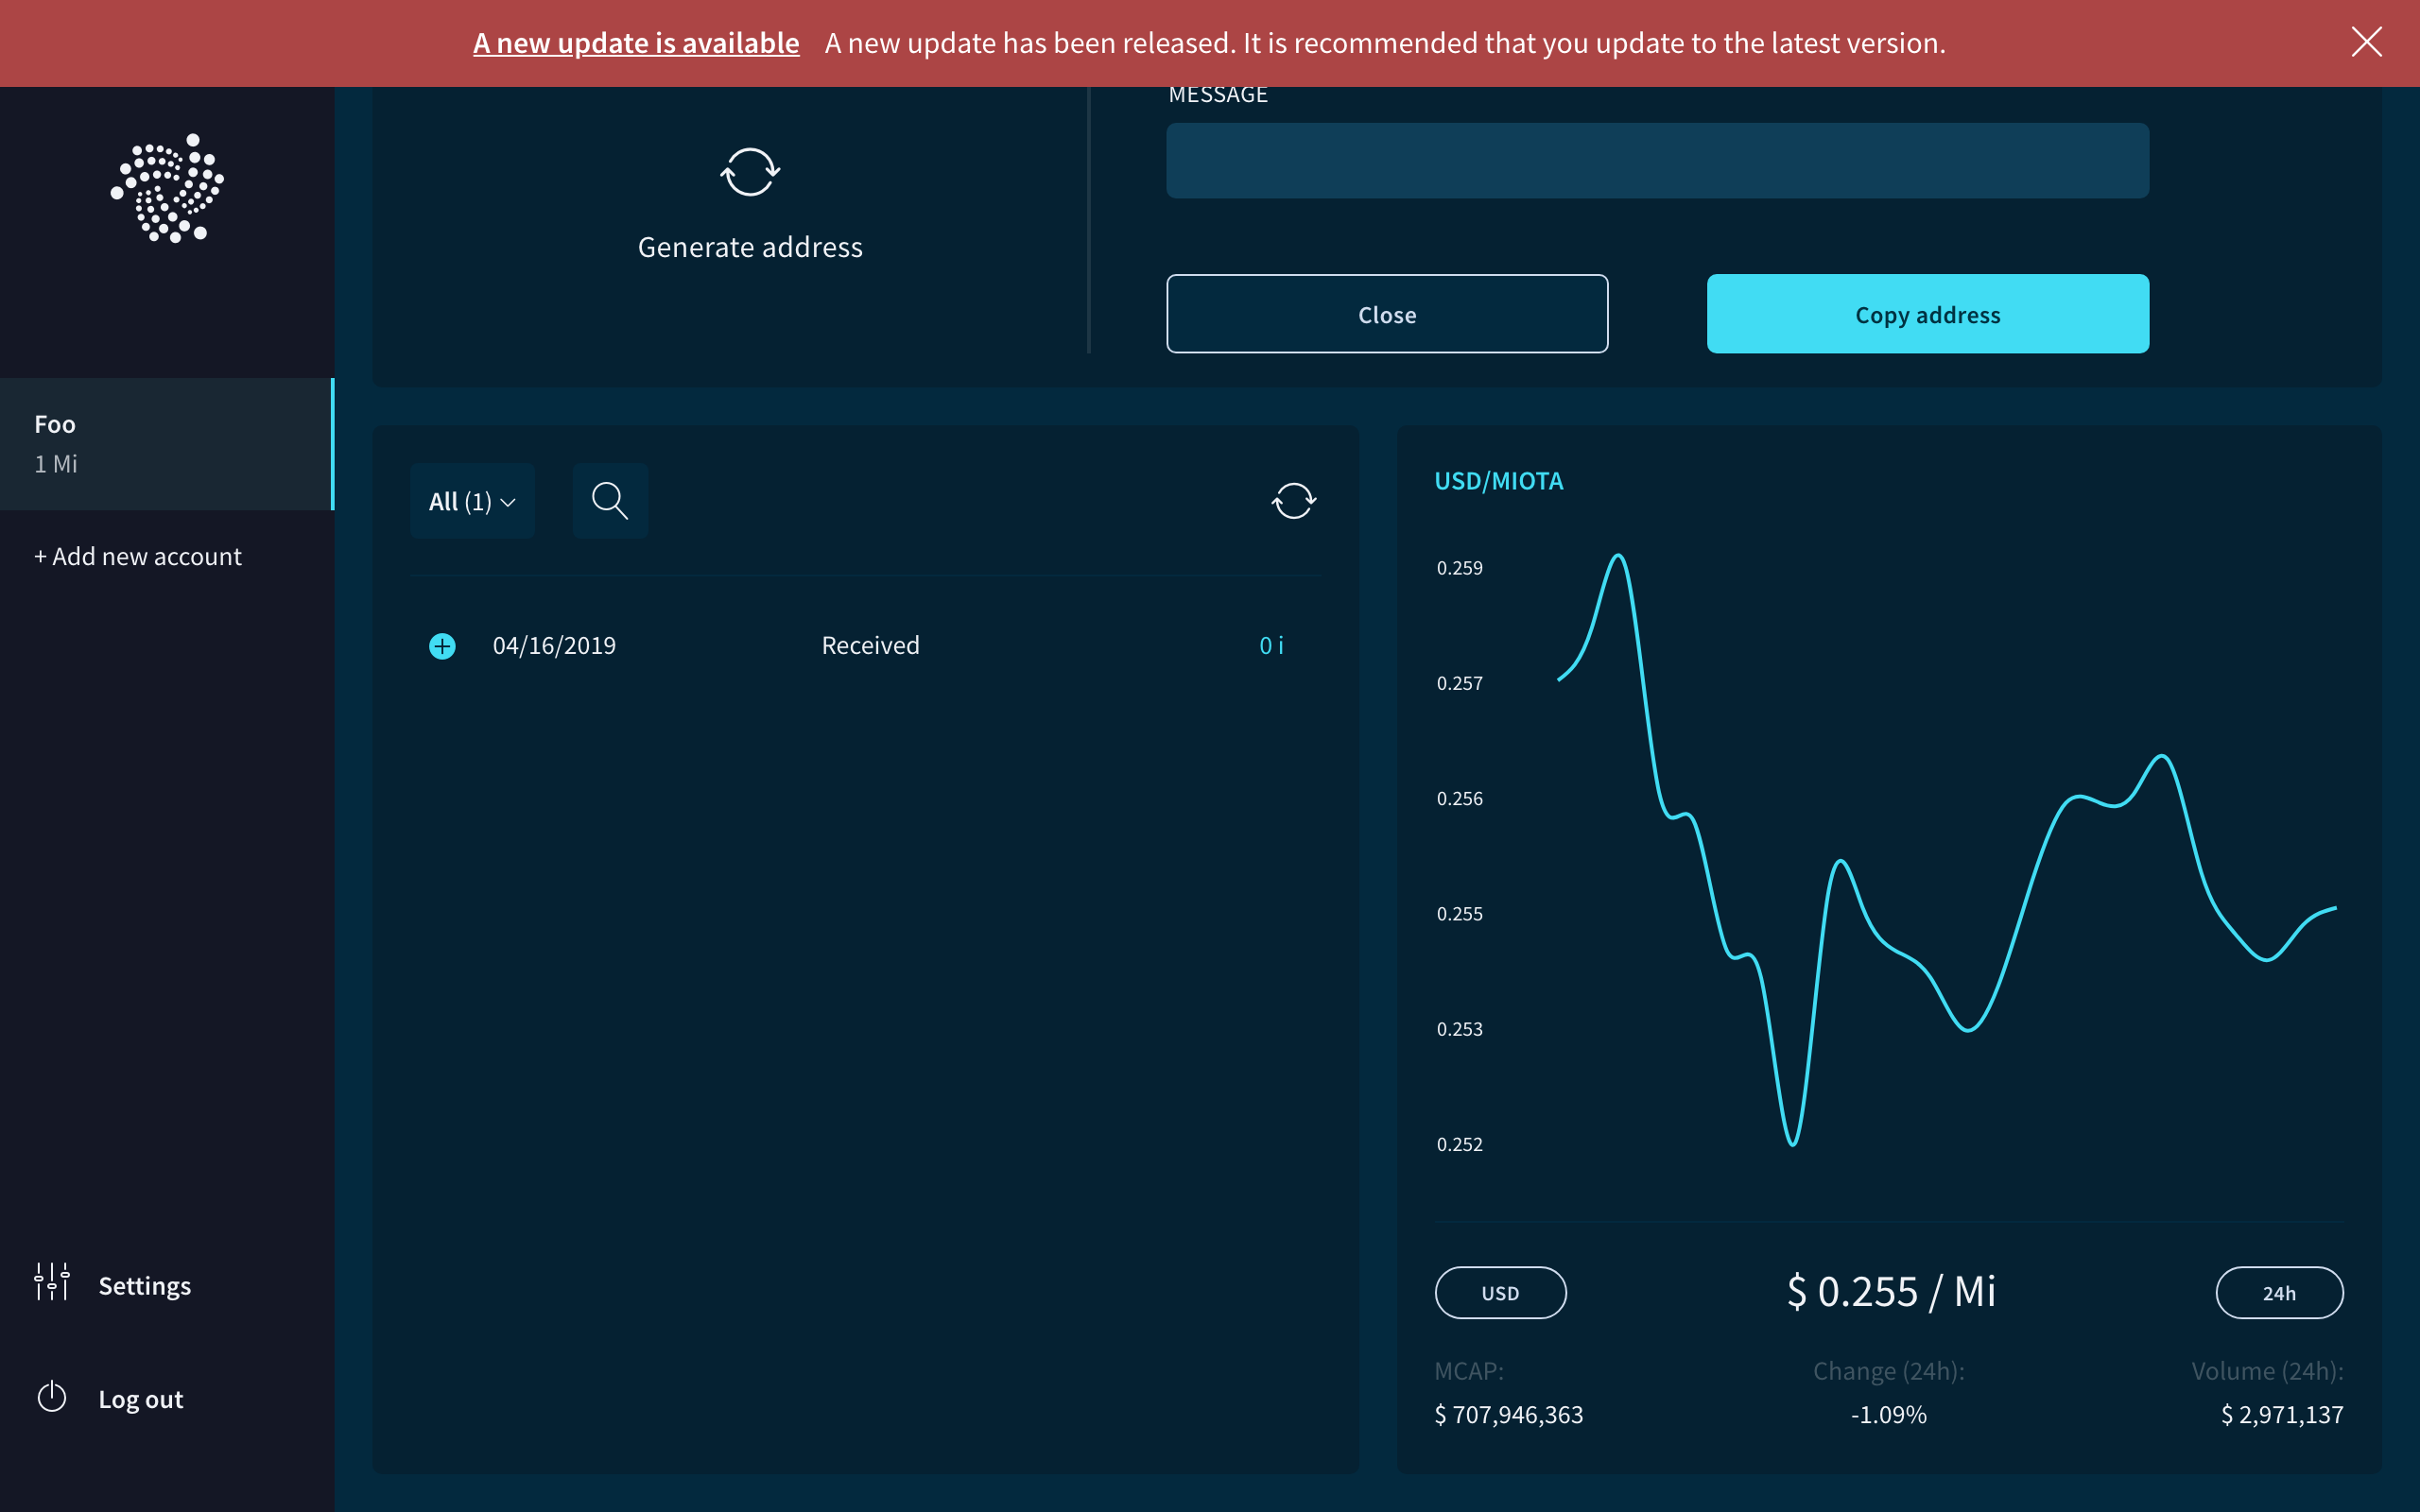 A new update is available A new update has been released. It is recommended that you update to the latest version.
MESSAGE
Generate address
Close
Copy address
Foo
1 Mi
+ Add new account
All (1)
04/16/2019 Received 0 i
USD/MIOTA
0.259
0.257
0.256
0.255
0.253
0.252
USD
$ 0.255 / Mi
24h
MCAP: Change (24h): Volume (24h):
$ 707,946,363 -1.09% $ 2,971,137
Settings
Log out